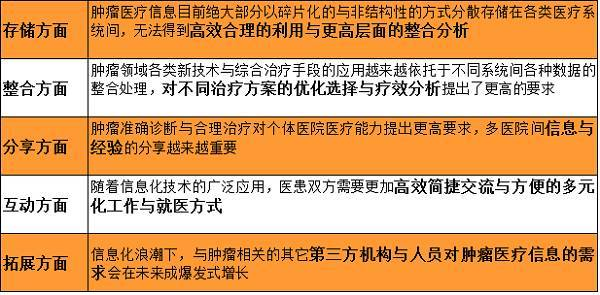 存储方面
肿瘤医疗信息目前绝大部分以碎片化的与非结构性的方式分散存储在各类医疗系
统间，无法得到高效合理的利用与更高层面的整合分析
整合方面
肿瘤领域各类新技术与综合治疗手段的应用越来越依托于不同系统间各种数据的
整合处理，对不同治疗方案的优化选择与疗效分析提出了更高的要求
分享方面
肿瘤准确诊断与合理治疗对个体医院医疗能力提出更高要求，多医院间信息与
经验的分享越来越重要
互动方面
随着信息化技术的广泛应用，医患双方需要更加高效简捷交流与方便的多元
化工作与就医方式
拓展方面
信息化浪潮下，与肿瘤相关的其它第三方机构与人员对肿瘤医疗信息的需
求会在未来成爆发式增长